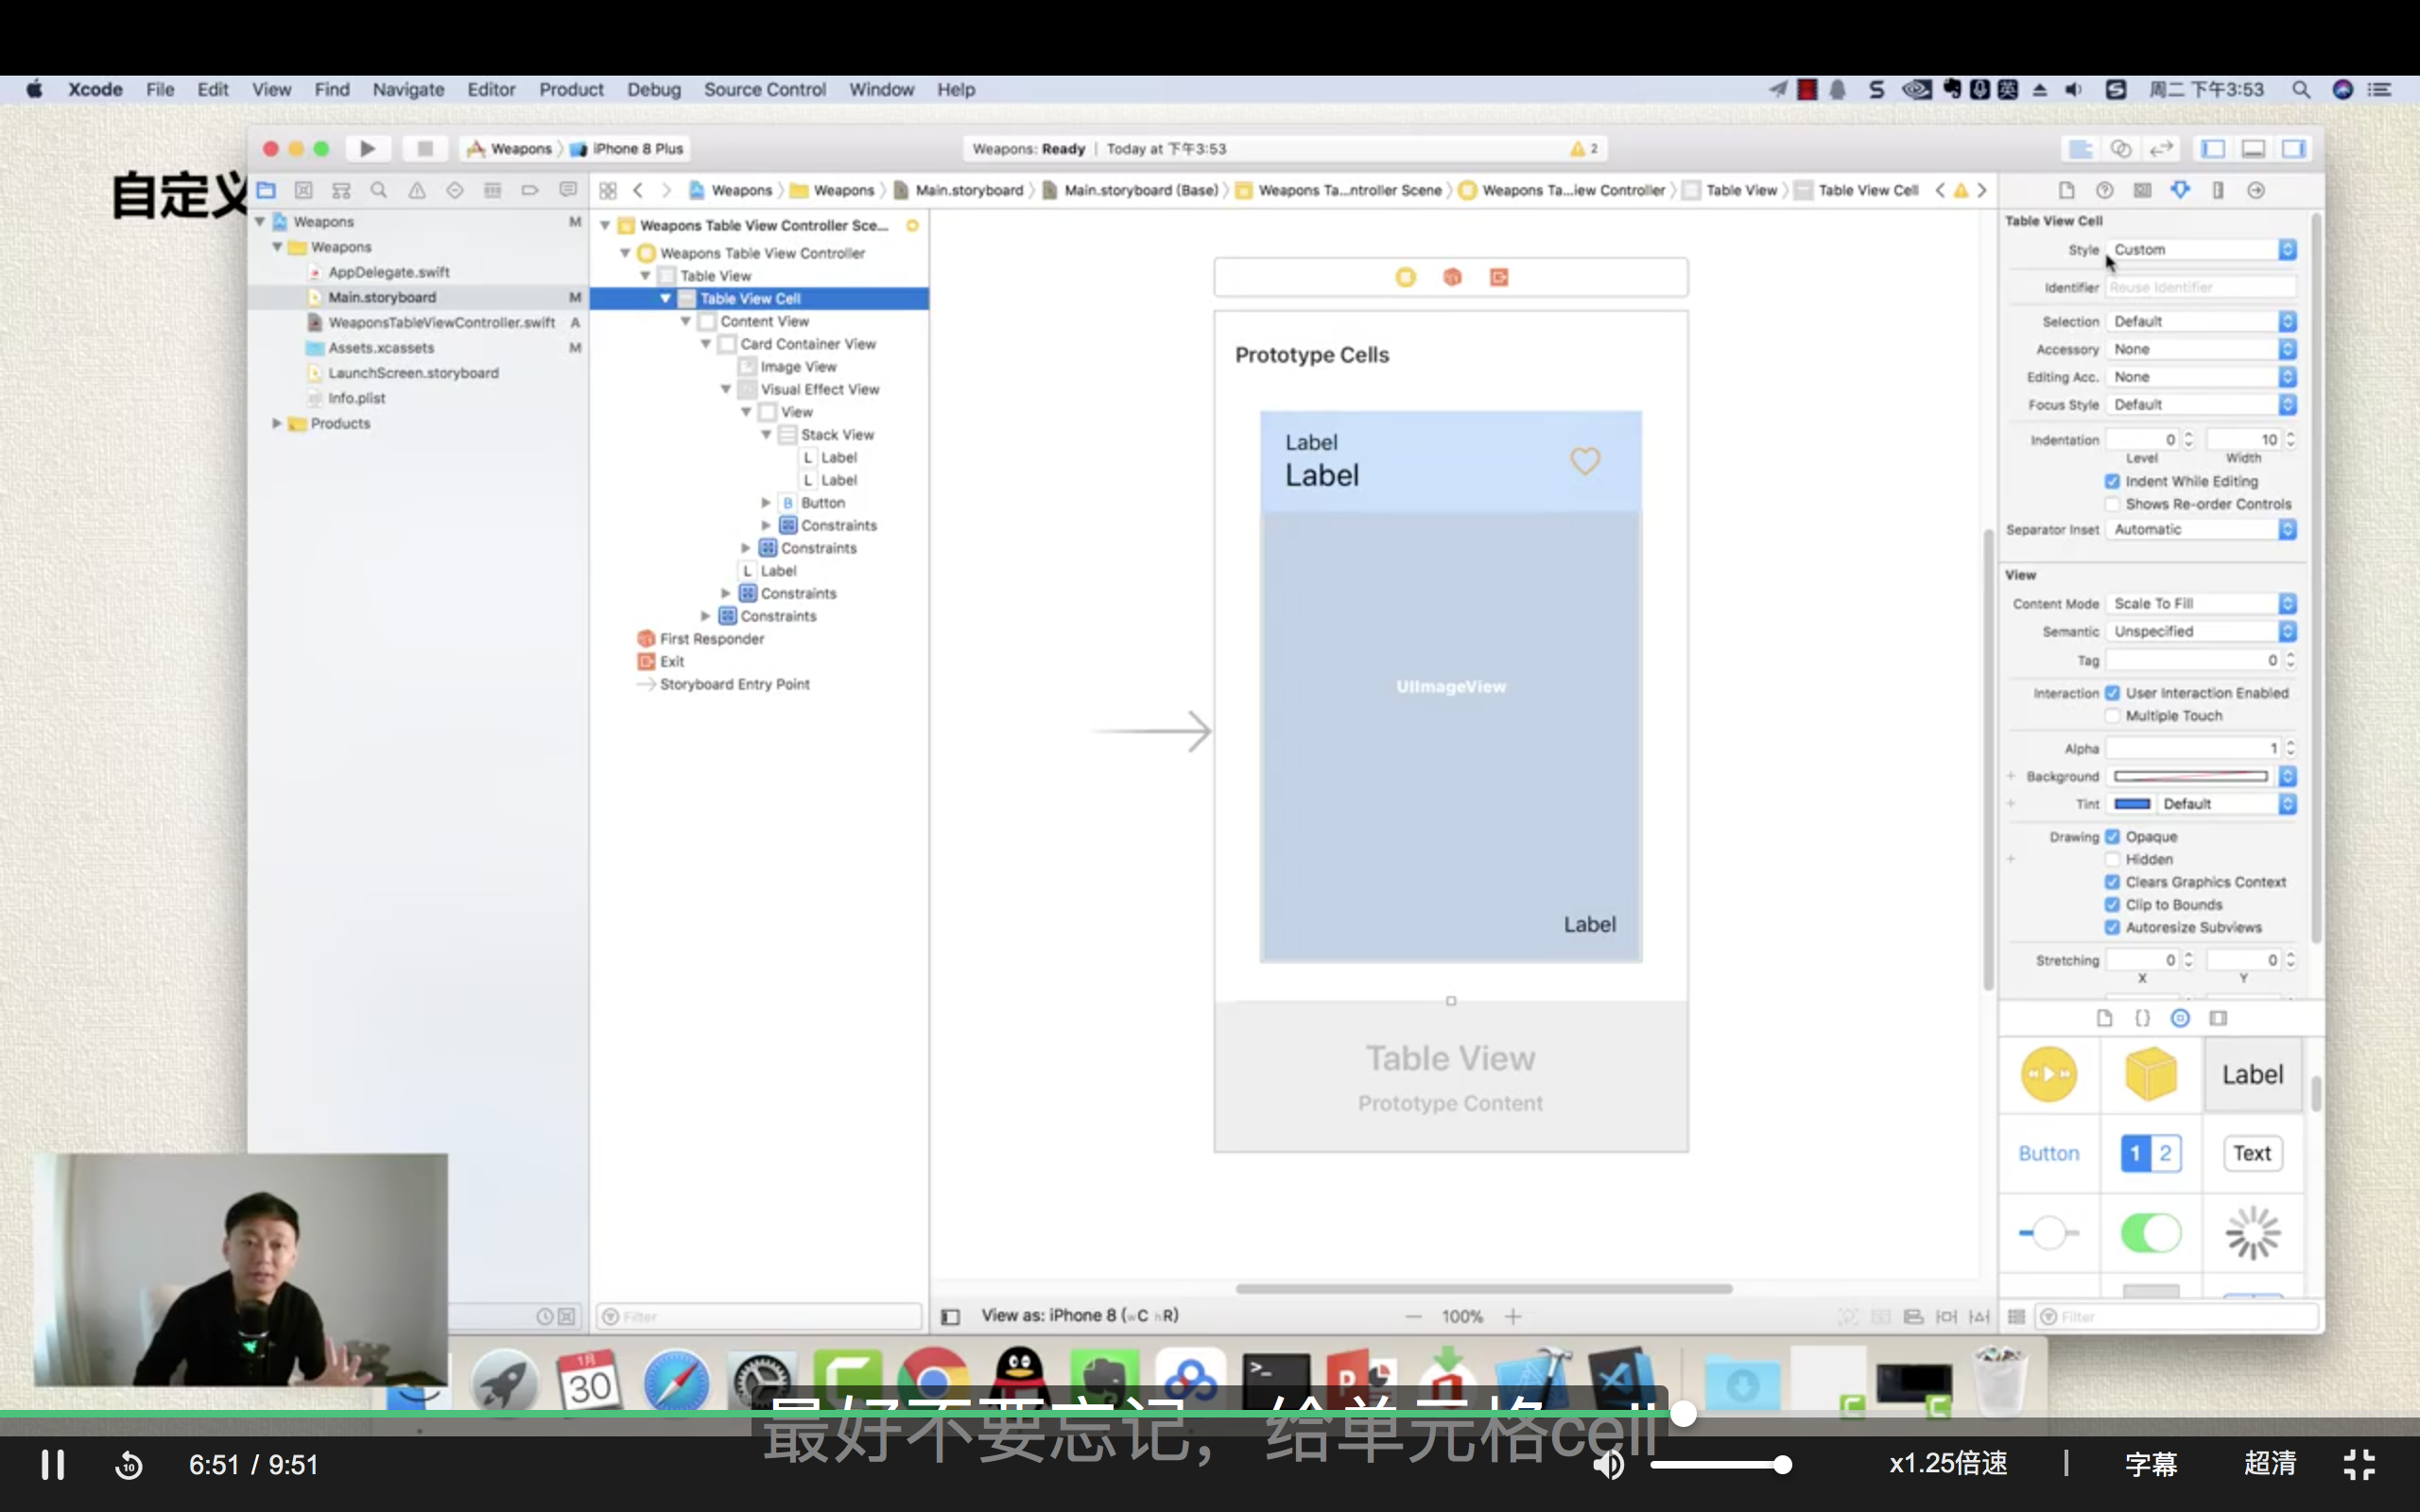 Xcode File Edit View Find Navigate Editor Product Debug Source Control Window Help
英 周二 下午3:53
自定义
Weapons iPhone 8 Plus
Weapons: Ready | Today at 下午3:53
2
Weapons Weapons Main.storyboard Main.storyboard (Base) Weapons Ta...ntroller Scene Weapons Ta...iew Controller Table View Table View Cell
Weapons M
Weapons
AppDelegate.swift
Main.storyboard M
WeaponsTableViewController.swift A
Assets.xcassets M
LaunchScreen.storyboard
Info.plist
Products
Weapons Table View Controller Sce...
Weapons Table View Controller
Table View
Table View Cell
Content View
Card Container View
Image View
Visual Effect View
View
Stack View
L Label
L Label
B Button
Constraints
Constraints
L Label
Constraints
Constraints
First Responder
Exit
Storyboard Entry Point
Filter
Prototype Cells
Label
Label
UIImageView
Label
Table View
Prototype Content
View as: iPhone 8 (wC hR)
100%
Table View Cell
Style Custom
Identifier Reuse Identifier
Selection Default
Accessory None
Editing Acc. None
Focus Style Default
Indentation 0 10
Level Width
Indent While Editing
Shows Re-order Controls
Separator Inset Automatic
View
Content Mode Scale To Fill
Semantic Unspecified
Tag 0
Interaction User Interaction Enabled
Multiple Touch
Alpha 1
Background
Tint Default
Drawing Opaque
Hidden
Clears Graphics Context
Clip to Bounds
Autoresize Subviews
Stretching 0 0
X Y
{}
Label
Button 1 2 Text
Filter
1月
30
最好不要忘记，给单元格cell
10 6:51 / 9:51 x1.25倍速 | 字幕 超清